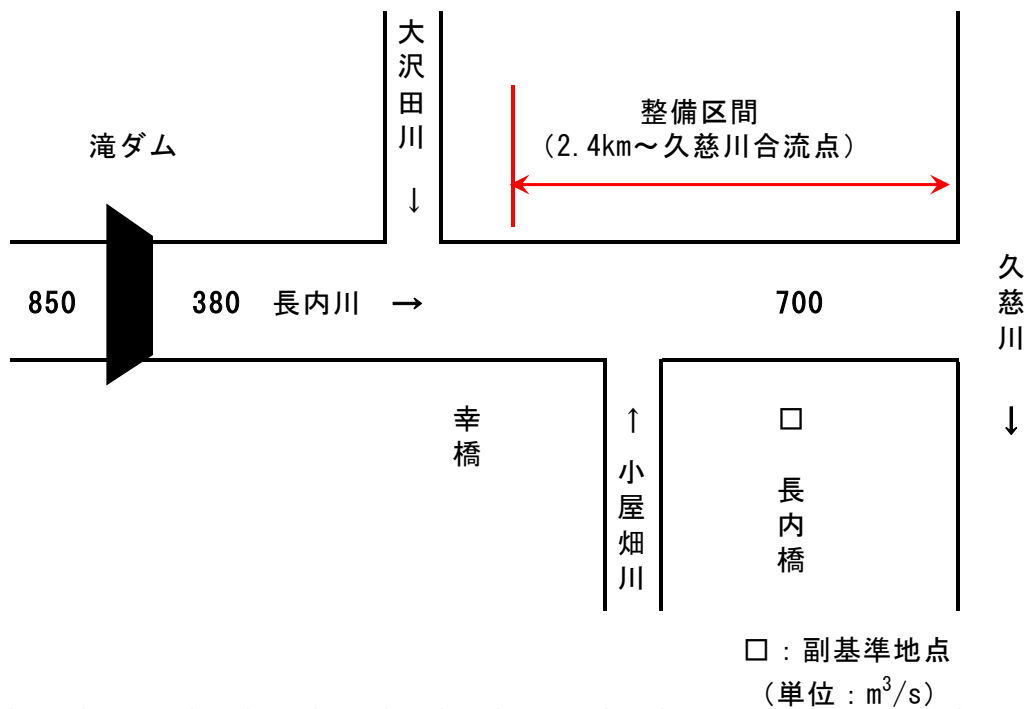 大沢田川
↓
整備区間
(2.4km～久慈川合流点)
滝ダム
850
380
長内川
→
700
久慈川
↓
幸橋
↑
小屋畑川
□
長内橋
□：副基準地点
(単位：m³/s)